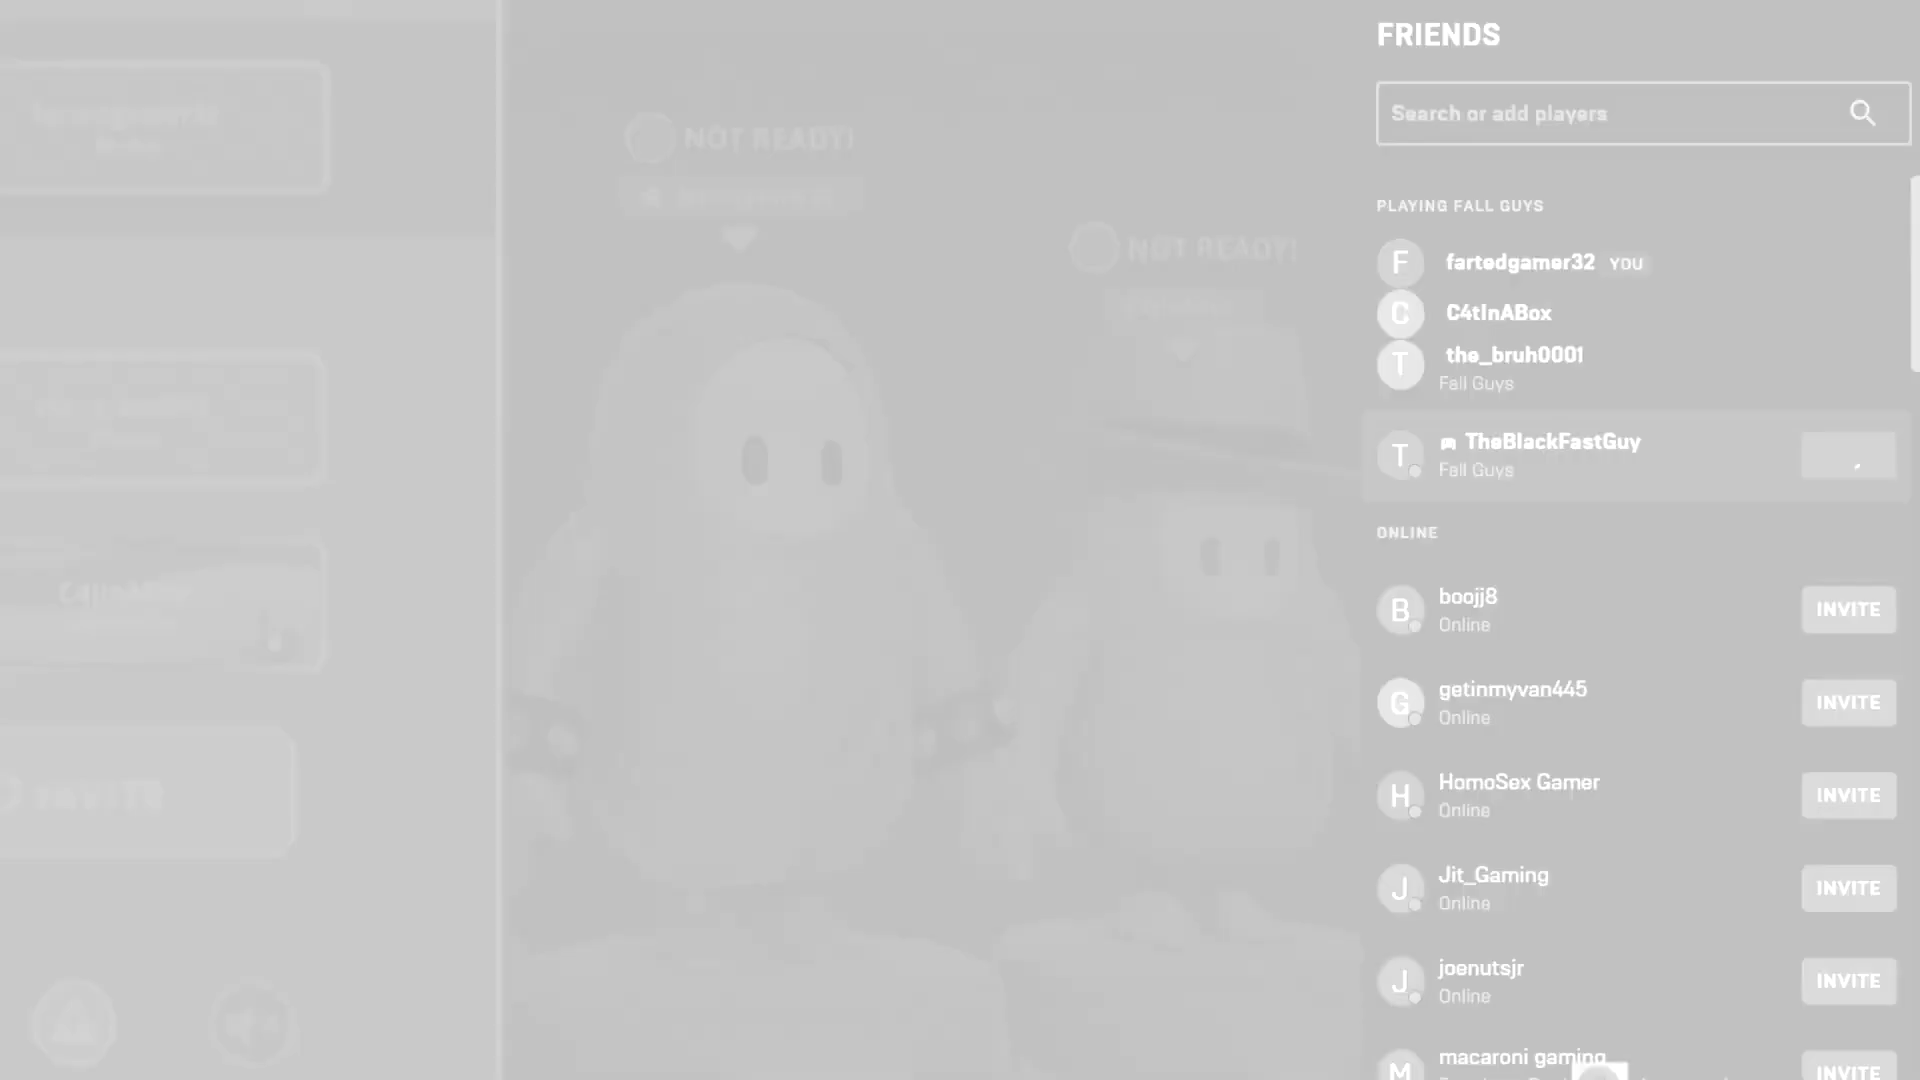 FRIENDS
Search or add players
PLAYING FALL GUYS
F fartedgamer32 YOU
C C4tInABox
T the_bruh0001
Fall Guys
T TheBlackFastGuy
Fall Guys
ONLINE
B boojj8
Online
INVITE
G getinmyvan445
Online
INVITE
H HomoSex Gamer
Online
INVITE
J Jit_Gaming
Online
INVITE
J joenutsjr
Online
INVITE
M macaroni gaming
INVITE
NOT READY!
NOT READY!
INVITE